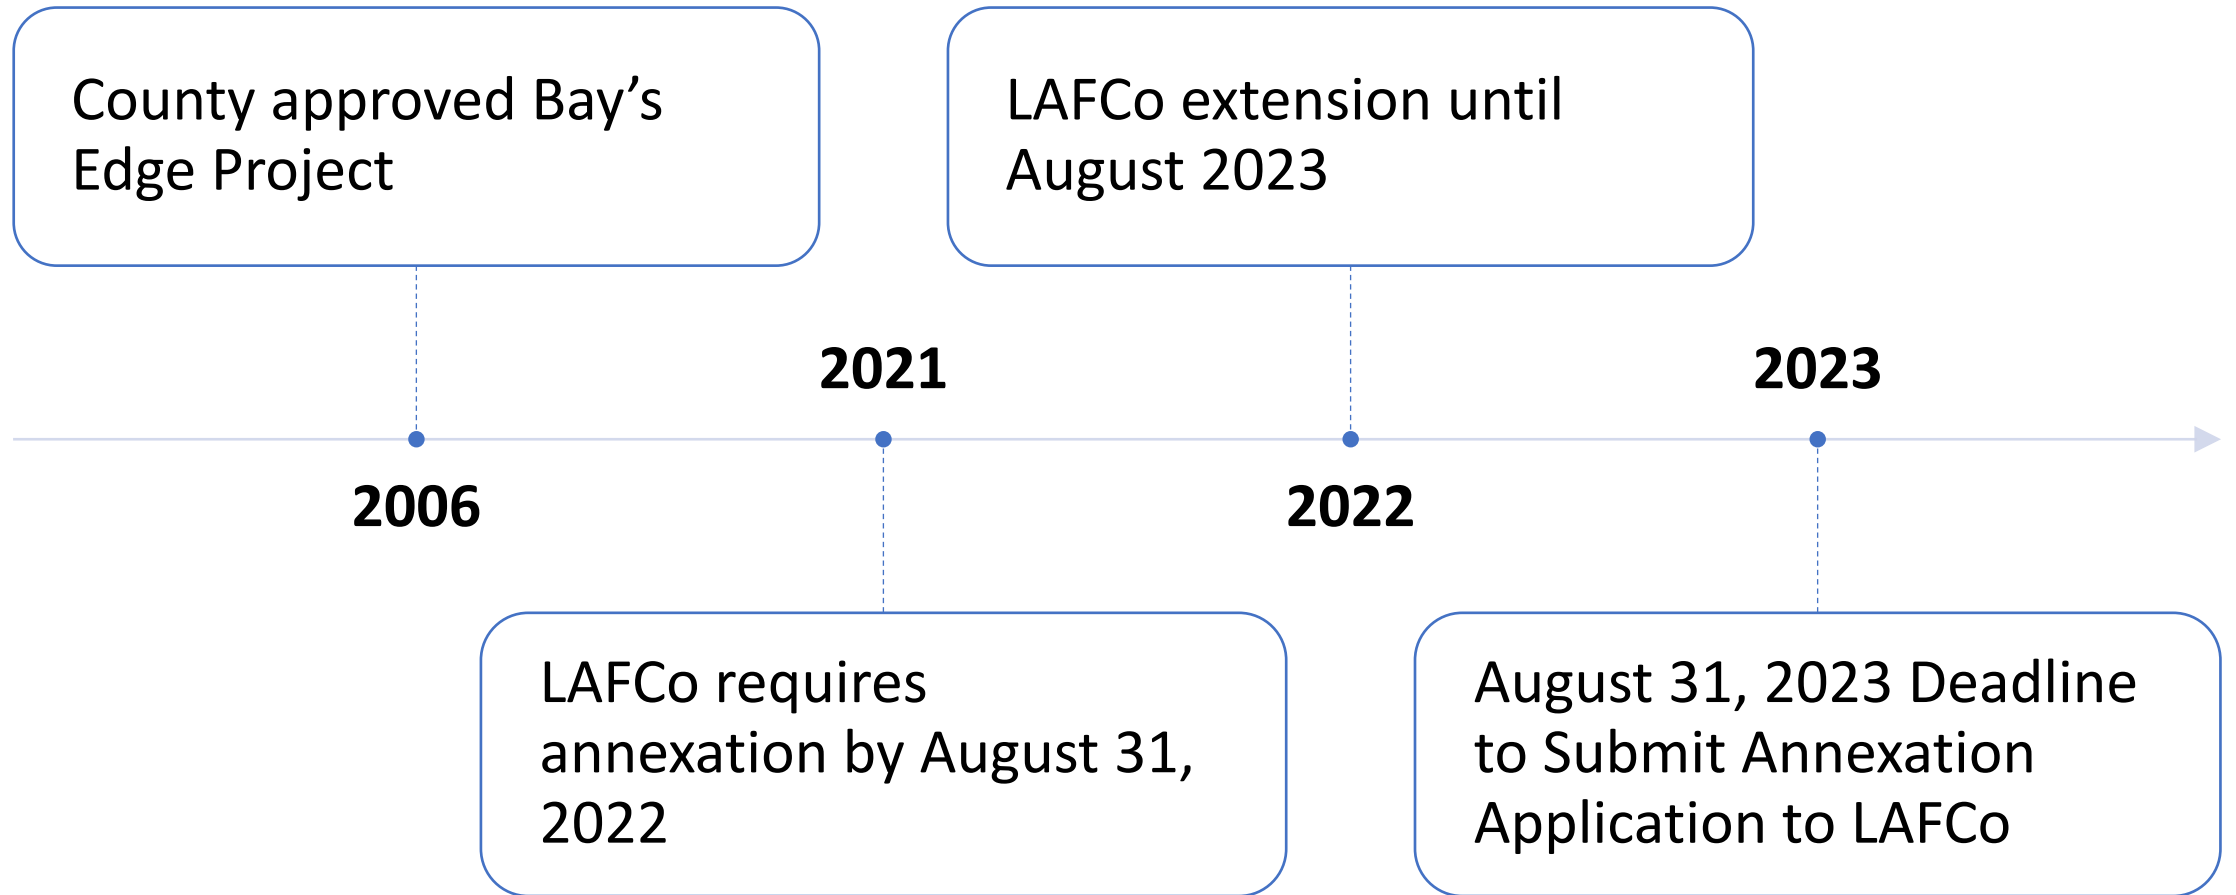 County approved Bay’s
Edge Project
LAFCo extension until
August 2023
2021
2023
2006
2022
LAFCo requires
annexation by August 31,
2022
August 31, 2023 Deadline
to Submit Annexation
Application to LAFCo